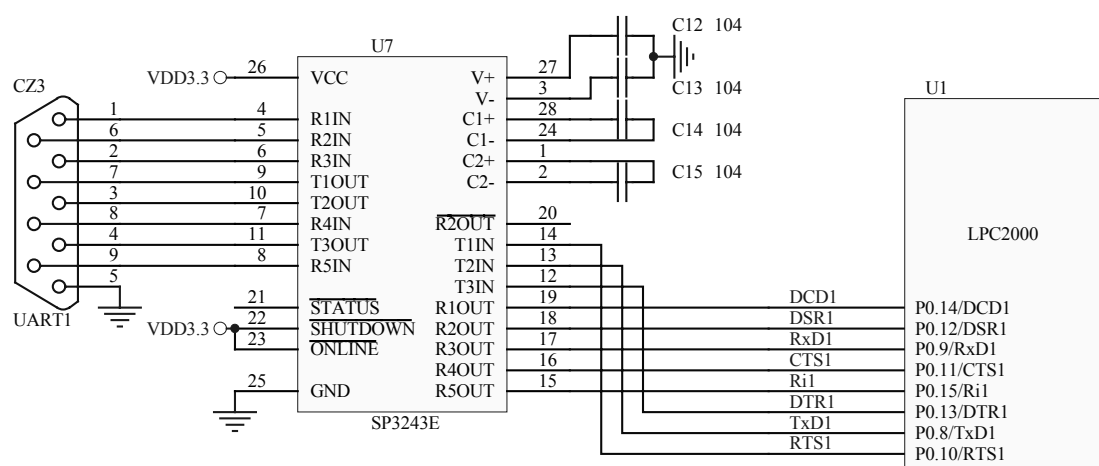 C12 104
U7
VDD3.3
26
VCC
V+
27
CZ3
V-
3
C13 104
U1
1
4
R1IN
C1+
28
6
5
R2IN
C1-
24
C14 104
2
6
R3IN
C2+
1
7
9
T1OUT
C2-
2
C15 104
3
10
T2OUT
8
7
R4IN
R2OUT
20
4
11
T3OUT
T1IN
14
LPC2000
9
8
R5IN
T2IN
13
5
T3IN
12
21
STATUS
R1OUT
19
DCD1
P0.14/DCD1
UART1
VDD3.3
22
SHUTDOWN
R2OUT
18
DSR1
P0.12/DSR1
23
ONLINE
R3OUT
17
RxD1
P0.9/RxD1
R4OUT
16
CTS1
P0.11/CTS1
25
GND
R5OUT
15
Ri1
P0.15/Ri1
DTR1
P0.13/DTR1
SP3243E
TxD1
P0.8/TxD1
RTS1
P0.10/RTS1